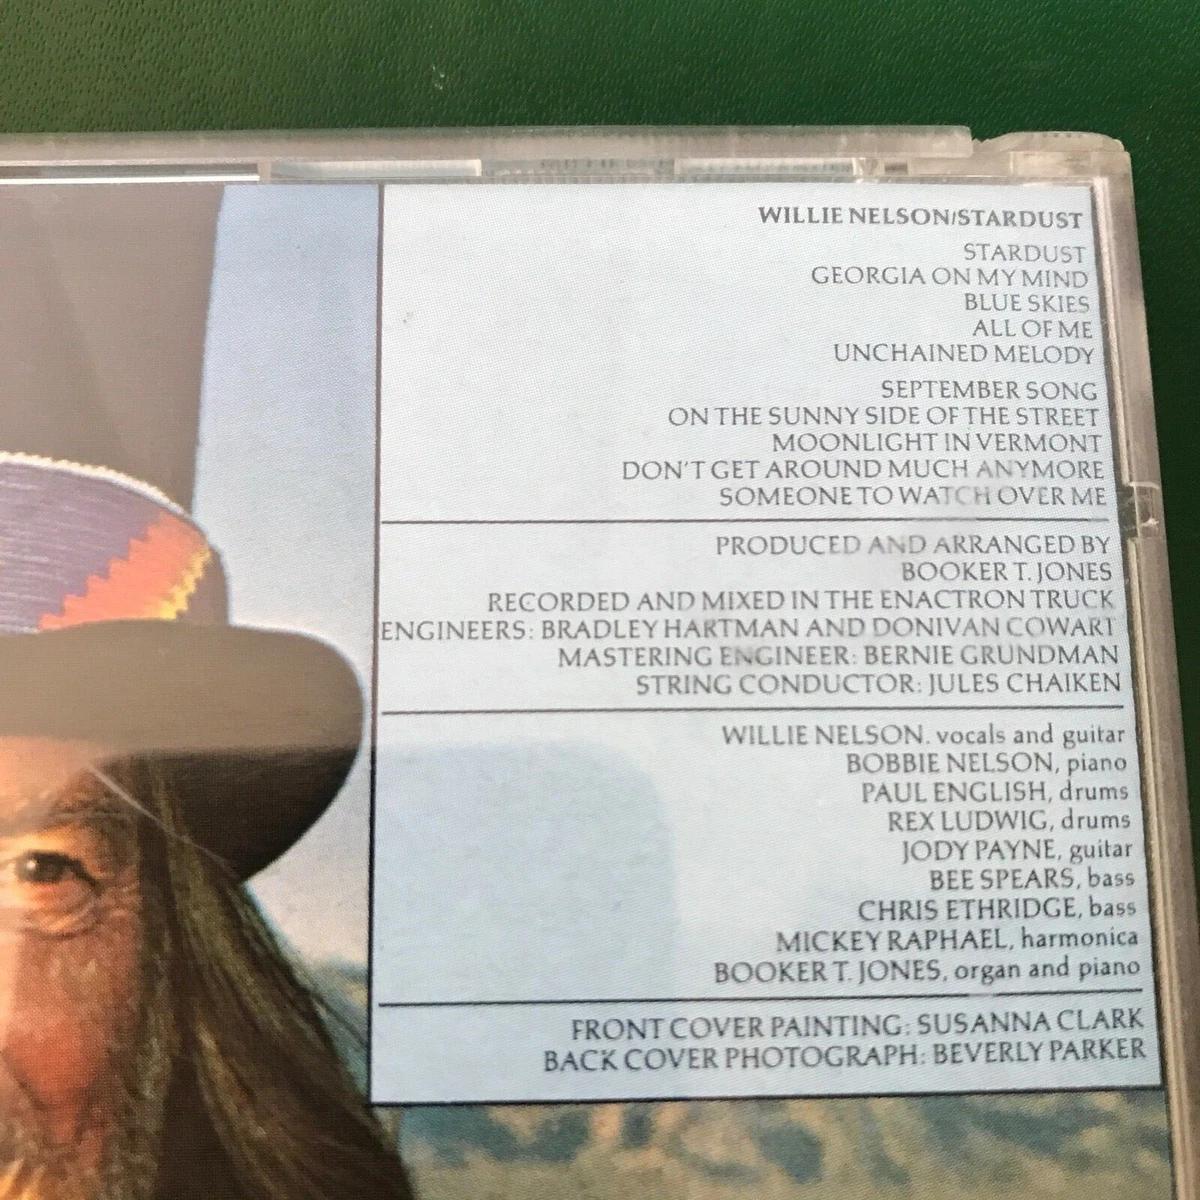 WILLIE NELSON/STARDUST
STARDUST
GEORGIA ON MY MIND
BLUE SKIES
ALL OF ME
UNCHAINED MELODY
SEPTEMBER SONG
ON THE SUNNY SIDE OF THE STREET
MOONLIGHT IN VERMONT
DON'T GET AROUND MUCH ANYMORE
SOMEONE TO WATCH OVER ME
PRODUCED AND ARRANGED BY
BOOKER T. JONES
RECORDED AND MIXED IN THE ENACTRON TRUCK
ENGINEERS: BRADLEY HARTMAN AND DONIVAN COWART
MASTERING ENGINEER: BERNIE GRUNDMAN
STRING CONDUCTOR: JULES CHAIKEN
WILLIE NELSON. vocals and guitar
BOBBIE NELSON, piano
PAUL ENGLISH, drums
REX LUDWIG, drums
JODY PAYNE, guitar
BEE SPEARS, bass
CHRIS ETHRIDGE, bass
MICKEY RAPHAEL, harmonica
BOOKER T. JONES, organ and piano
FRONT COVER PAINTING: SUSANNA CLARK
BACK COVER PHOTOGRAPH: BEVERLY PARKER